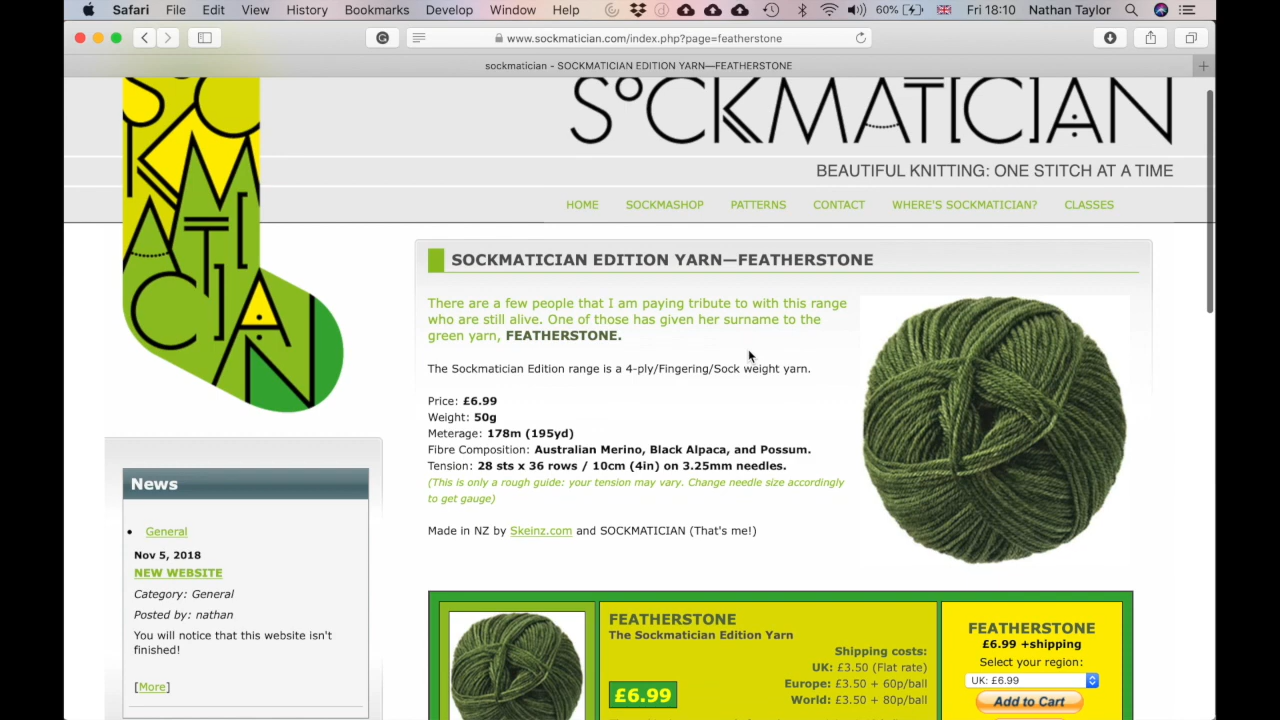 Safari File Edit View History Bookmarks Develop Window Help 60% Fri 18:10 Nathan Taylor
www.sockmatician.com/index.php?page=featherstone
sockmatician - SOCKMATICIAN EDITION YARN—FEATHERSTONE
SOCKMATICIAN
SOCKMATICIAN
BEAUTIFUL KNITTING: ONE STITCH AT A TIME
HOME SOCKMASHOP PATTERNS CONTACT WHERE'S SOCKMATICIAN? CLASSES
SOCKMATICIAN EDITION YARN—FEATHERSTONE
There are a few people that I am paying tribute to with this range
who are still alive. One of those has given her surname to the
green yarn, FEATHERSTONE.
The Sockmatician Edition range is a 4-ply/Fingering/Sock weight yarn.
Price: £6.99
Weight: 50g
Meterage: 178m (195yd)
Fibre Composition: Australian Merino, Black Alpaca, and Possum.
Tension: 28 sts x 36 rows / 10cm (4in) on 3.25mm needles.
(This is only a rough guide: your tension may vary. Change needle size accordingly
to get gauge)
Made in NZ by Skeinz.com and SOCKMATICIAN (That's me!)
News
General
Nov 5, 2018
NEW WEBSITE
Category: General
Posted by: nathan
You will notice that this website isn't
finished!
[More]
FEATHERSTONE
The Sockmatician Edition Yarn
Shipping costs:
UK: £3.50 (Flat rate)
Europe: £3.50 + 60p/ball
World: £3.50 + 80p/ball
£6.99
FEATHERSTONE
£6.99 +shipping
Select your region:
UK: £6.99
Add to Cart